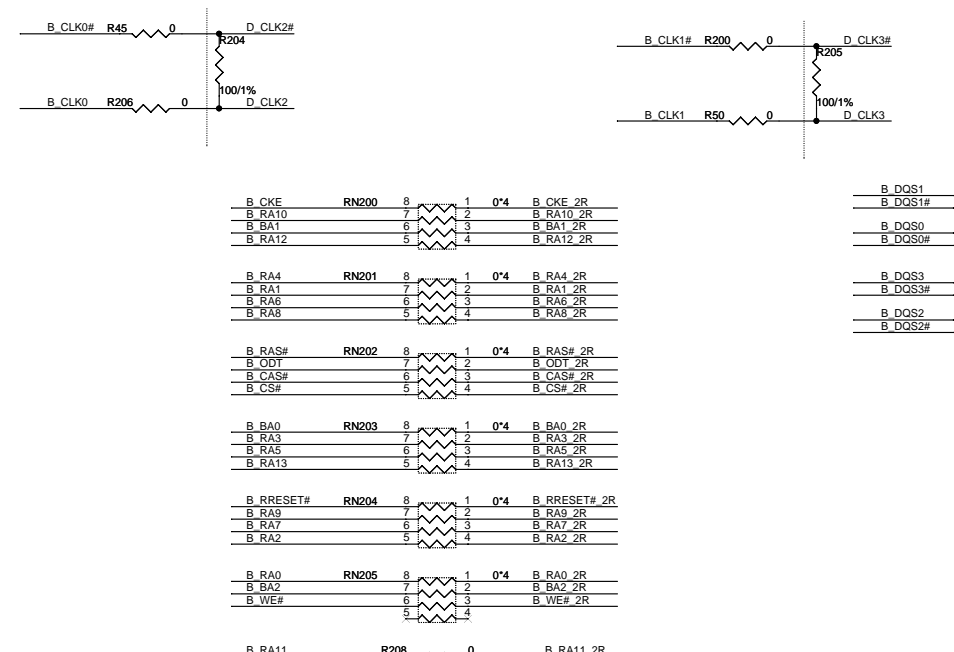 B_CLK0# R45 0 D_CLK2#
R204
100/1%
B_CLK0 R206 0 D_CLK2
B_CLK1# R200 0 D_CLK3#
R205
100/1%
B_CLK1 R50 0 D_CLK3
B_CKE RN200 8 1 0*4 B_CKE_2R
B_RA10 7 2 B_RA10_2R
B_BA1 6 3 B_BA1_2R
B_RA12 5 4 B_RA12_2R
B_RA4 RN201 8 1 0*4 B_RA4_2R
B_RA1 7 2 B_RA1_2R
B_RA6 6 3 B_RA6_2R
B_RA8 5 4 B_RA8_2R
B_RAS# RN202 8 1 0*4 B_RAS#_2R
B_ODT 7 2 B_ODT_2R
B_CAS# 6 3 B_CAS#_2R
B_CS# 5 4 B_CS#_2R
B_BA0 RN203 8 1 0*4 B_BA0_2R
B_RA3 7 2 B_RA3_2R
B_RA5 6 3 B_RA5_2R
B_RA13 5 4 B_RA13_2R
B_RRESET# RN204 8 1 0*4 B_RRESET#_2R
B_RA9 7 2 B_RA9_2R
B_RA7 6 3 B_RA7_2R
B_RA2 5 4 B_RA2_2R
B_RA0 RN205 8 1 0*4 B_RA0_2R
B_BA2 7 2 B_BA2_2R
B_WE# 6 3 B_WE#_2R
5 4
B_RA11 R208 0 B_RA11_2R
B_DQS1
B_DQS1#
B_DQS0
B_DQS0#
B_DQS3
B_DQS3#
B_DQS2
B_DQS2#